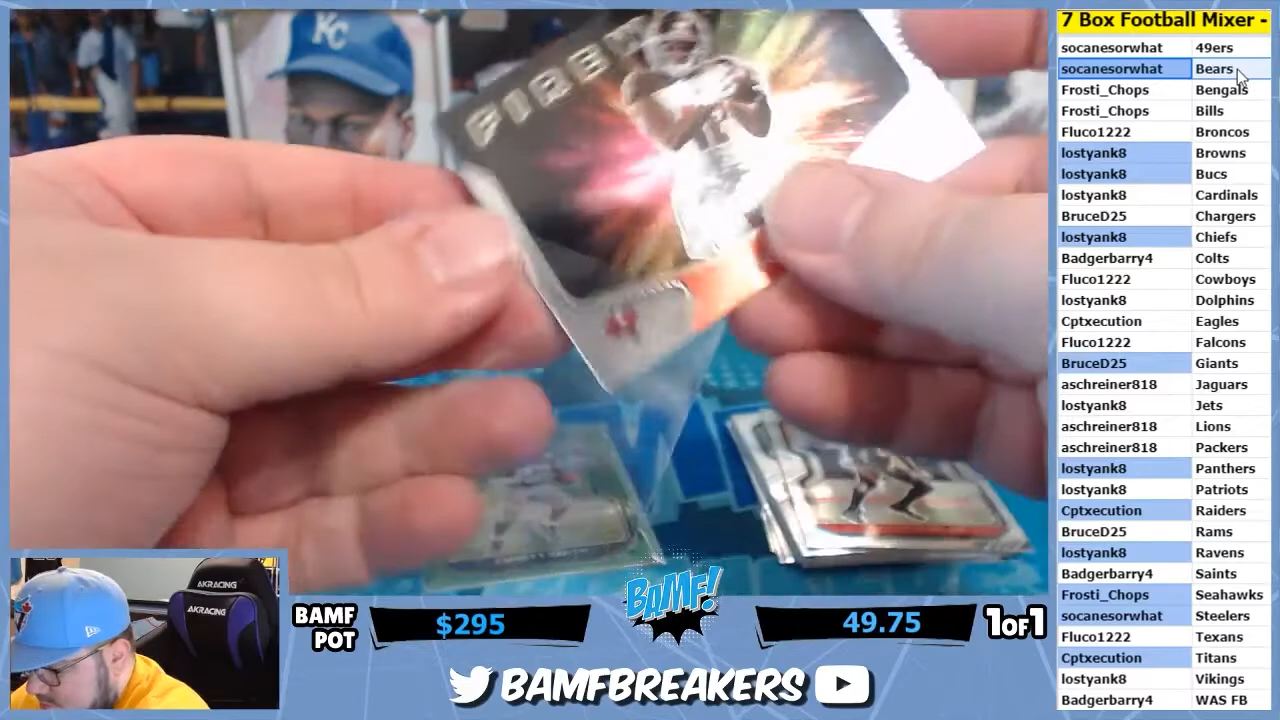 7 Box Football Mixer -
socanesorwhat 49ers
socanesorwhat Bears
Frosti_Chops Bengals
Frosti_Chops Bills
Fluco1222 Broncos
lostyank8 Browns
lostyank8 Bucs
lostyank8 Cardinals
BruceD25 Chargers
lostyank8 Chiefs
Badgerbarry4 Colts
Fluco1222 Cowboys
lostyank8 Dolphins
Cptxecution Eagles
Fluco1222 Falcons
BruceD25 Giants
aschreiner818 Jaguars
lostyank8 Jets
aschreiner818 Lions
aschreiner818 Packers
lostyank8 Panthers
lostyank8 Patriots
Cptxecution Raiders
BruceD25 Rams
lostyank8 Ravens
Badgerbarry4 Saints
Frosti_Chops Seahawks
socanesorwhat Steelers
Fluco1222 Texans
Cptxecution Titans
lostyank8 Vikings
Badgerbarry4 WAS FB
KC
AKRACING
AKRACING
BAMF
POT
$295
BAMF!
49.75
1OF1
BAMFBREAKERS